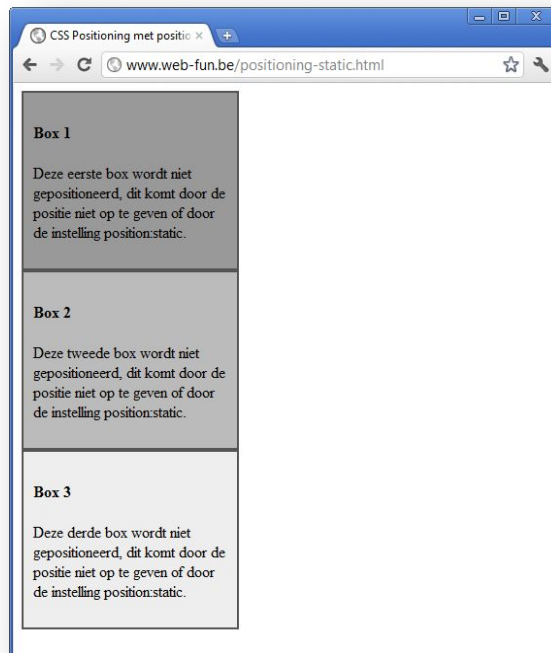 CSS Positioning met positio
www.web-fun.be/positioning-static.html
Box 1
Deze eerste box wordt niet
gepositioneerd, dit komt door de
positie niet op te geven of door
de instelling position:static.
Box 2
Deze tweede box wordt niet
gepositioneerd, dit komt door de
positie niet op te geven of door
de instelling position:static.
Box 3
Deze derde box wordt niet
gepositioneerd, dit komt door de
positie niet op te geven of door
de instelling position:static.